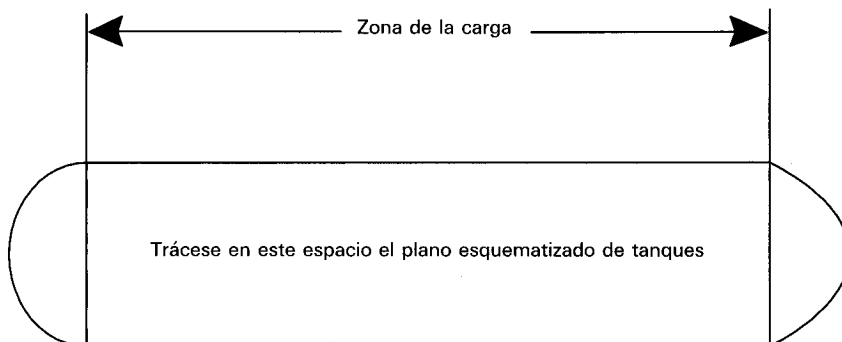 Zona de la carga
Trácese en este espacio el plano esquematizado de tanques